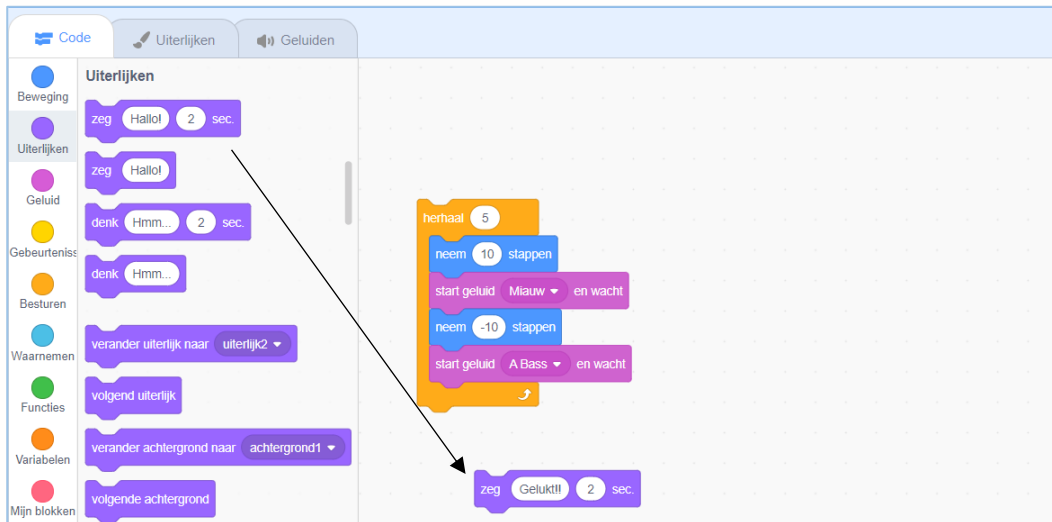 Code
Uiterlijken
Geluiden
Beweging
Uiterlijken
Geluid
Gebeurteniss
Besturen
Waarnemen
Functies
Variabelen
Mijn blokken
Uiterlijken
zeg Hallo! 2 sec.
zeg Hallo!
denk Hmm... 2 sec.
denk Hmm...
verander uiterlijk naar uiterlijk2
volgend uiterlijk
verander achtergrond naar achtergrond1
volgende achtergrond
herhaal 5
neem 10 stappen
start geluid Miauw en wacht
neem -10 stappen
start geluid A Bass en wacht
zeg Gelukt!! 2 sec.